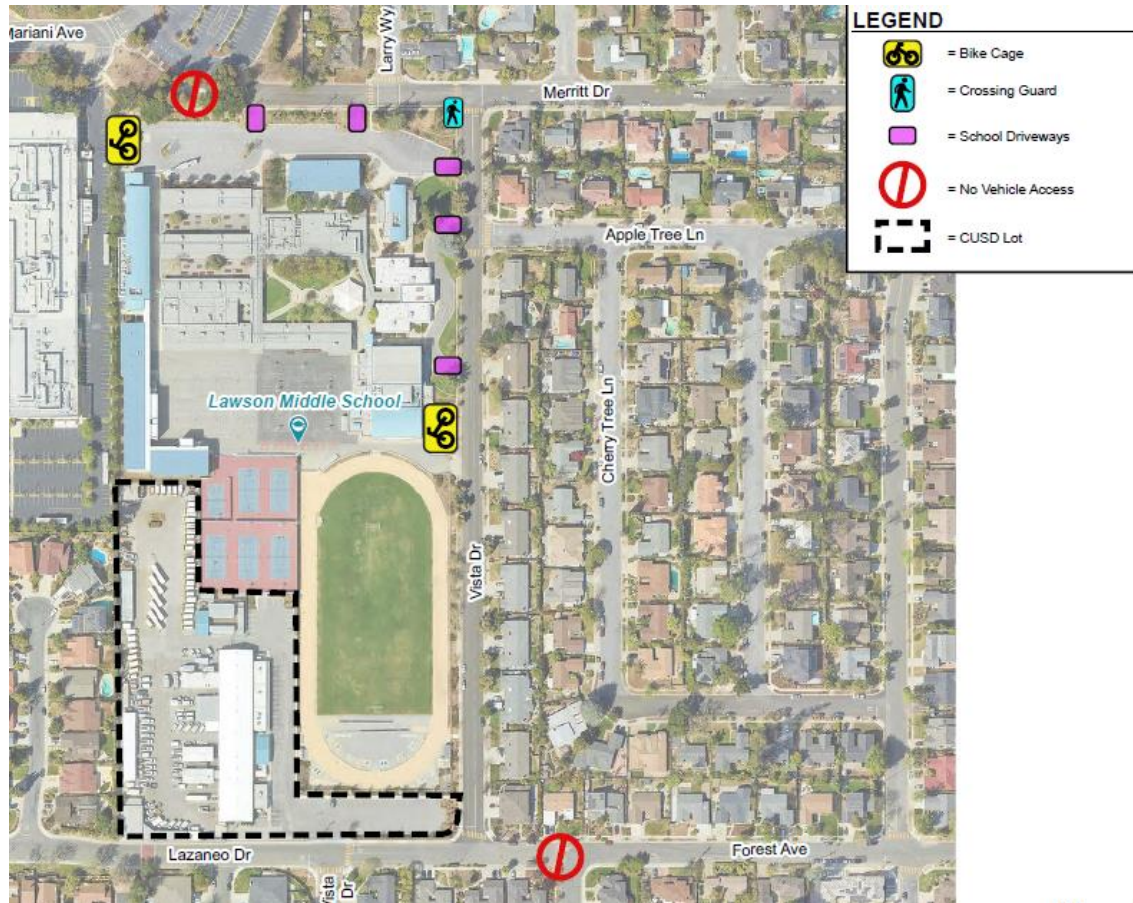 Mariani Ave
Larry Wy
LEGEND
= Bike Cage
Merritt Dr
= Crossing Guard
= School Driveways
= No Vehicle Access
Apple Tree Ln
= CUSD Lot
Lawson Middle School
Cherry Tree Ln
Vista Dr
Lazaneo Dr
Forest Ave
Vista
Dr